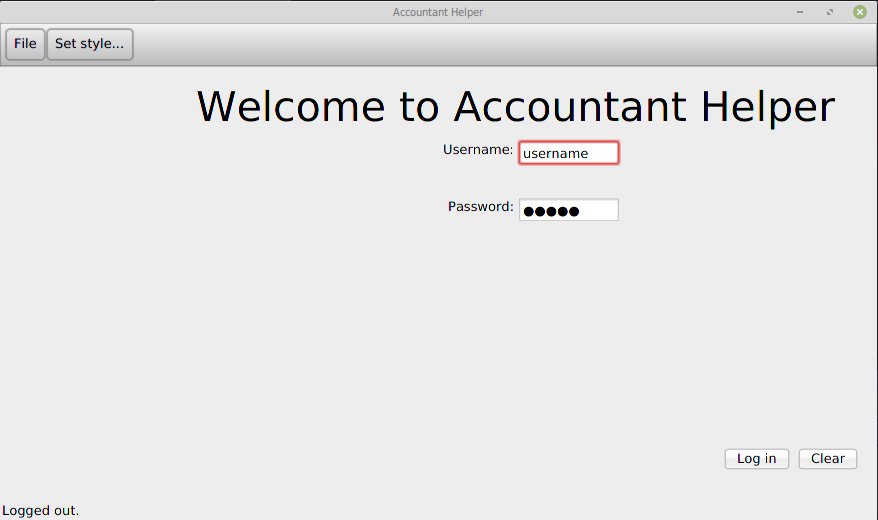 Accountant Helper
File Set style...
Welcome to Accountant Helper
Username: username
Password: ●●●●●
Log in Clear
Logged out.